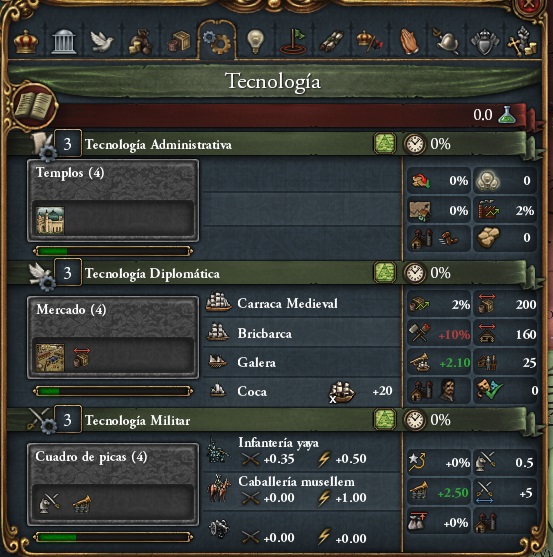 Tecnología
0.0
3 Tecnología Administrativa 0%
Templos (4)
0% 0
0% 2%
0
3 Tecnología Diplomática 0%
Mercado (4)
Carraca Medieval 2% 200
Bricbarca +10% 160
Galera +2.10 25
Coca +20 0
3 Tecnología Militar 0%
Cuadro de picas (4)
Infantería yaya
+0.35 +0.50 +0% 0.5
Caballería musellem
+0.00 +1.00 +2.50 +5
+0.00 +0.00 +0%